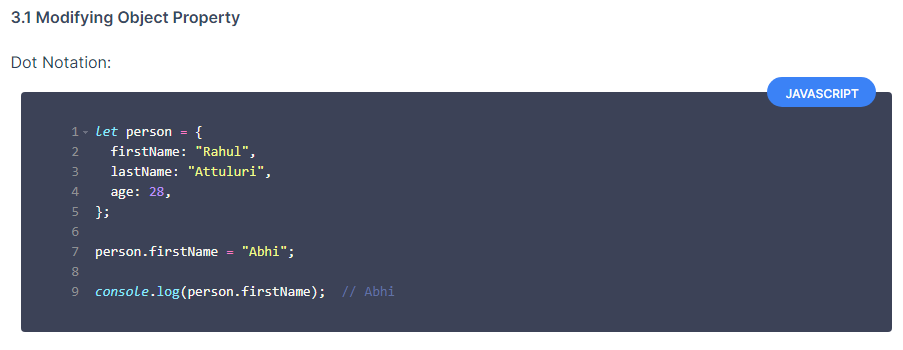 3.1 Modifying Object Property
Dot Notation:
JAVASCRIPT
1 let person = {
2   firstName: "Rahul",
3   lastName: "Attuluri",
4   age: 28,
5 };
6
7 person.firstName = "Abhi";
8
9 console.log(person.firstName);  // Abhi